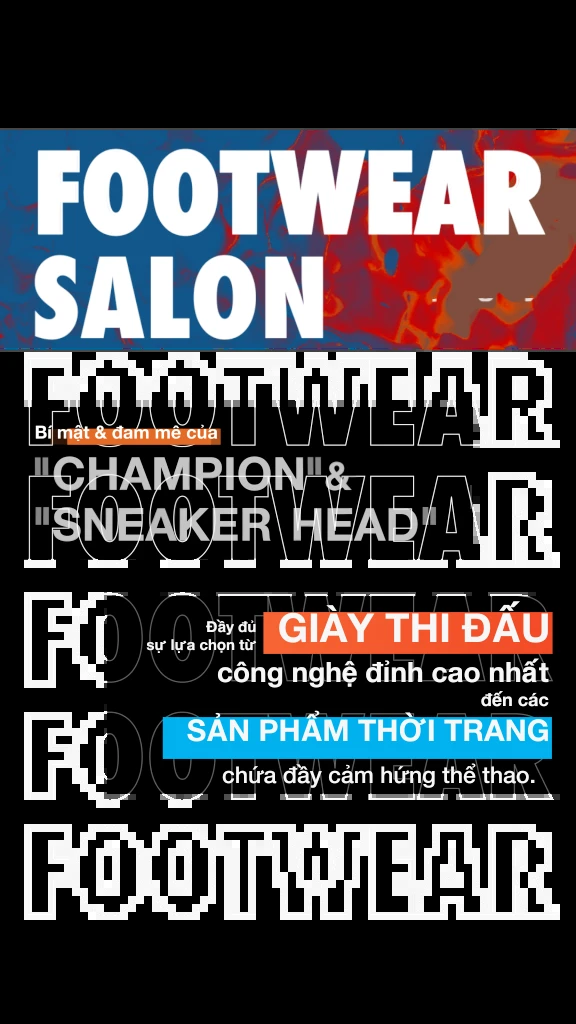 FOOTWEAR
SALON
FOOTWEAR
Bí mật & đam mê của
"CHAMPION" &
FOOTWEAR
"SNEAKER HEAD"
FOOTWEAR
Đầy đủ
sự lựa chọn từ
GIÀY THI ĐẤU
công nghệ đỉnh cao nhất
đến các
FOOTWEAR
SẢN PHẨM THỜI TRANG
chứa đầy cảm hứng thể thao.
FOOTWEAR